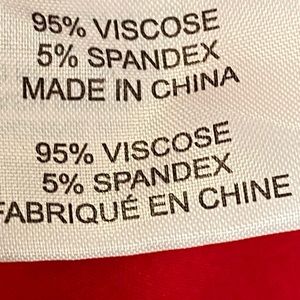 95% VISCOSE
5% SPANDEX
MADE IN CHINA
95% VISCOSE
5% SPANDEX
FABRIQUÉ EN CHINE